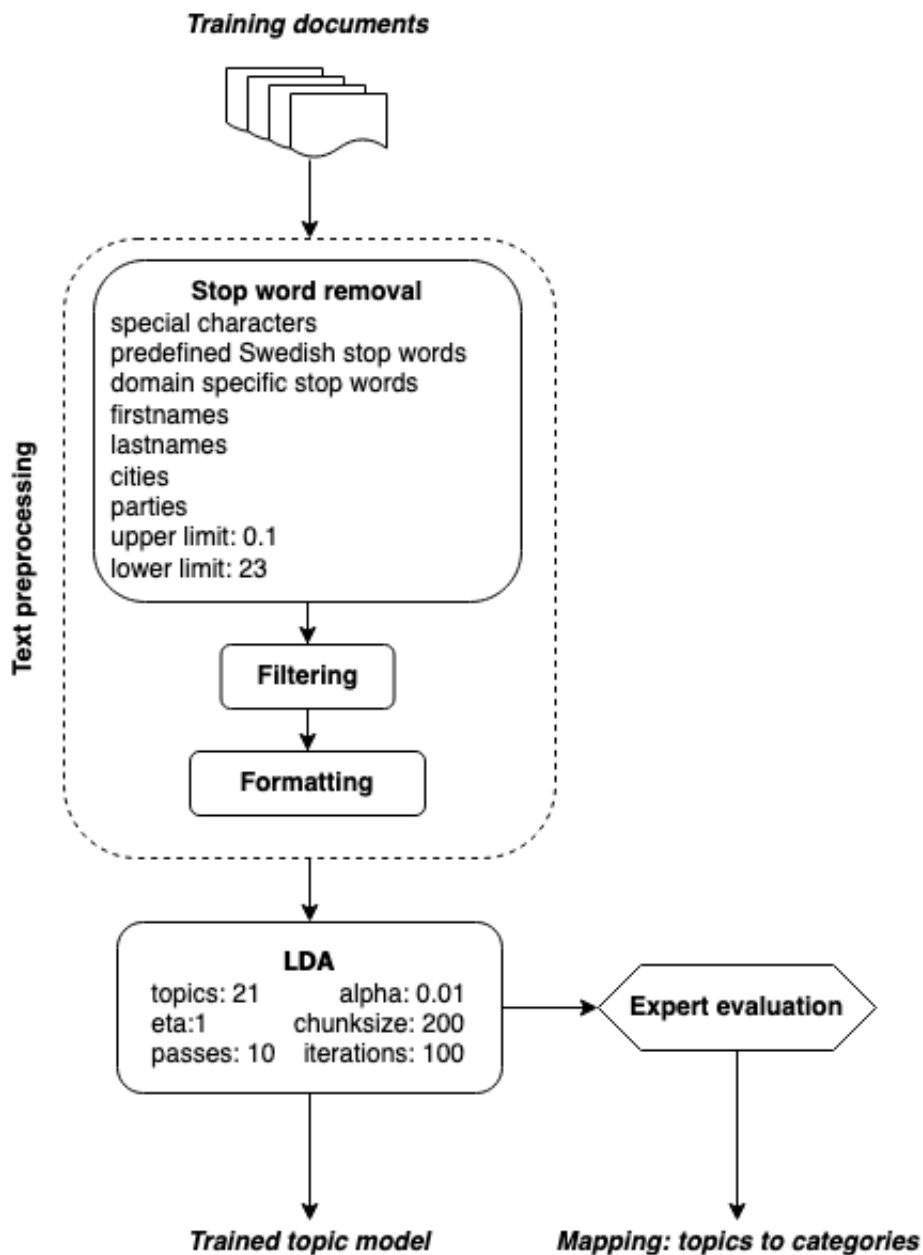 Training documents
Text preprocessing
Stop word removal
special characters
predefined Swedish stop words
domain specific stop words
firstnames
lastnames
cities
parties
upper limit: 0.1
lower limit: 23
Filtering
Formatting
LDA
topics: 21 alpha: 0.01
eta:1 chunksize: 200
passes: 10 iterations: 100
Expert evaluation
Trained topic model
Mapping: topics to categories